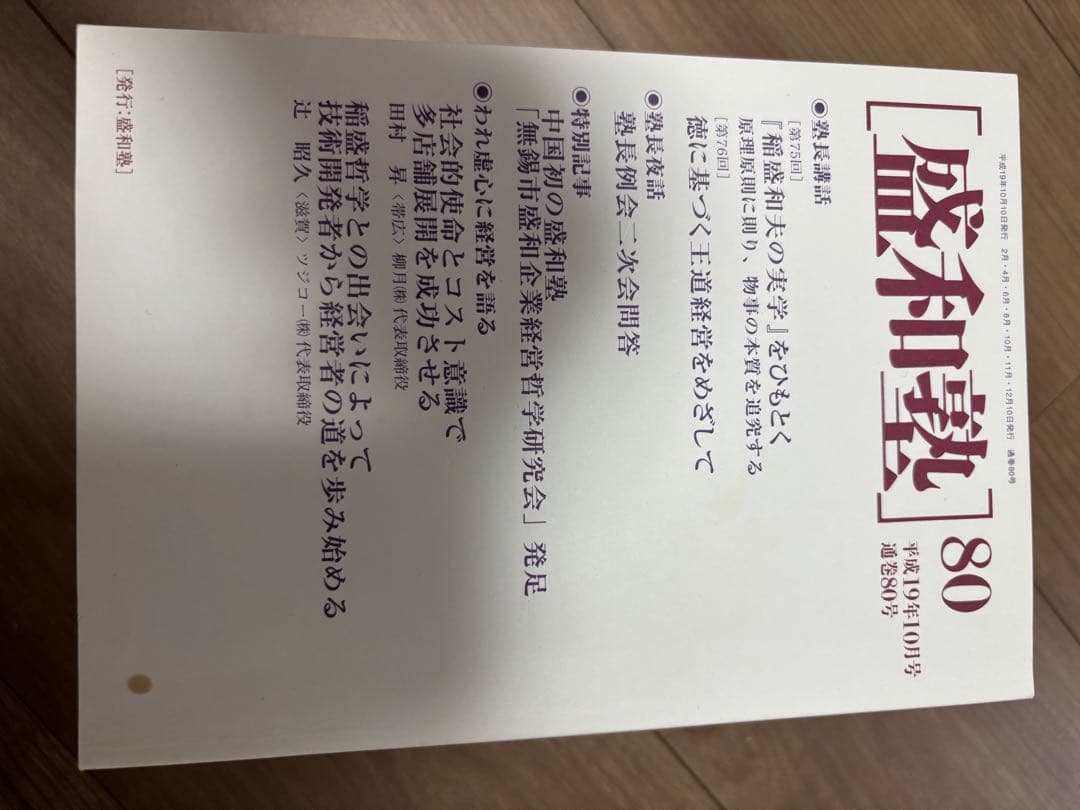 平成19年10月10日発行 2月・4月・6月・8月・10月・11月・12月10日発行 通巻80号
[盛和塾]80
平成19年10月号
通巻80号
◉塾長講話
[第75回]
『稲盛和夫の実学』をひもとく
原理原則に則り、物事の本質を追究する
[第76回]
徳に基づく王道経営をめざして
◉塾長夜話
塾長例会二次会問答
◉特別記事
中国初の盛和塾
「無錫市盛和企業経営哲学研究会」発足
◉われ虚心に経営を語る
社会的使命とコスト意識で
多店舗展開を成功させる
田村 昇〈帯広〉柳月㈱代表取締役
稲盛哲学との出会いによって
技術開発者から経営者の道を歩み始める
辻 昭久〈滋賀〉ツジコー㈱代表取締役
[発行:盛和塾]